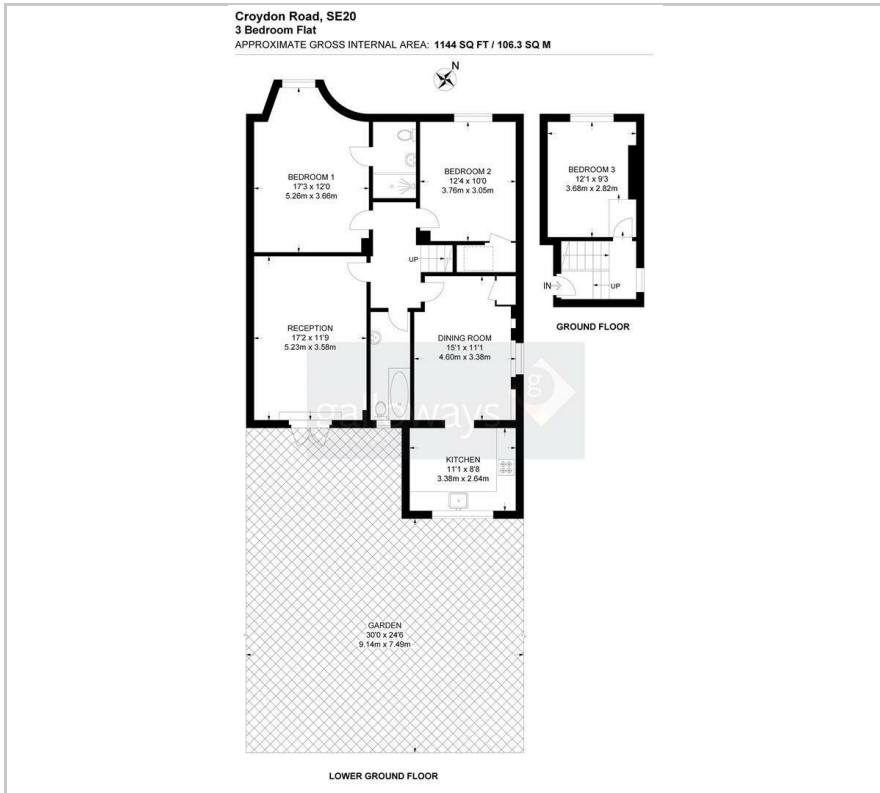 Croydon Road, SE20
3 Bedroom Flat
APPROXIMATE GROSS INTERNAL AREA: 1144 SQ FT / 106.3 SQ M
N
BEDROOM 1
17'3 x 12'0
5.26m x 3.66m
BEDROOM 2
12'4 x 10'0
3.76m x 3.05m
BEDROOM 3
12'1 x 9'3
3.68m x 2.82m
UP
IN
UP
GROUND FLOOR
RECEPTION
17'2 x 11'9
5.23m x 3.58m
DINING ROOM
15'1 x 11'1
4.60m x 3.38m
galloways
g
KITCHEN
11'1 x 8'8
3.38m x 2.64m
GARDEN
30'0 x 24'6
9.14m x 7.49m
LOWER GROUND FLOOR